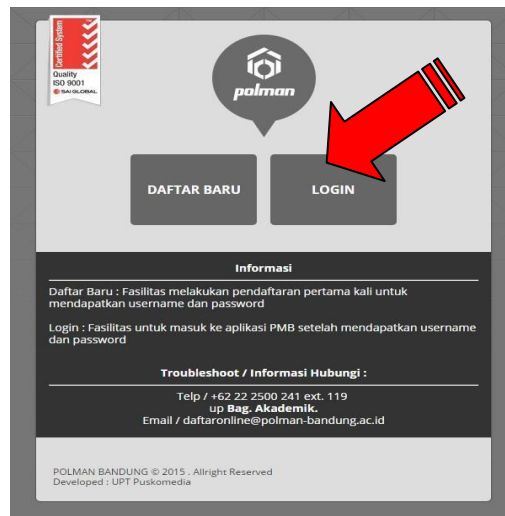 Certified System
Quality
ISO 9001
SAI GLOBAL
polman
DAFTAR BARU
LOGIN
Informasi
Daftar Baru : Fasilitas melakukan pendaftaran pertama kali untuk
mendapatkan username dan password
Login : Fasilitas untuk masuk ke aplikasi PMB setelah mendapatkan username
dan password
Troubleshoot / Informasi Hubungi :
Telp / +62 22 2500 241 ext. 119
up Bag. Akademik.
Email / daftaronline@polman-bandung.ac.id
POLMAN BANDUNG © 2015 . Allright Reserved
Developed : UPT Puskomedia